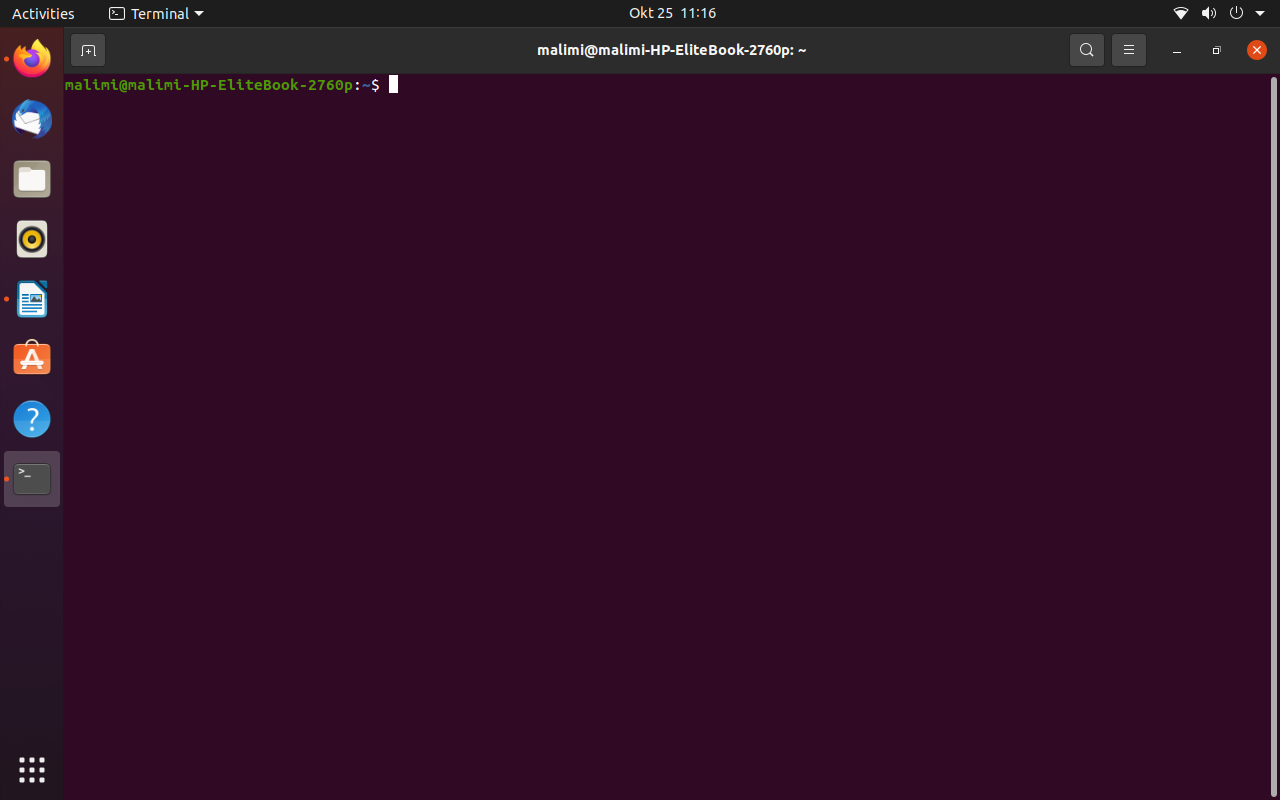 Activities
Terminal
Okt 25 11:16
malimi@malimi-HP-EliteBook-2760p: ~
malimi@malimi-HP-EliteBook-2760p:~$